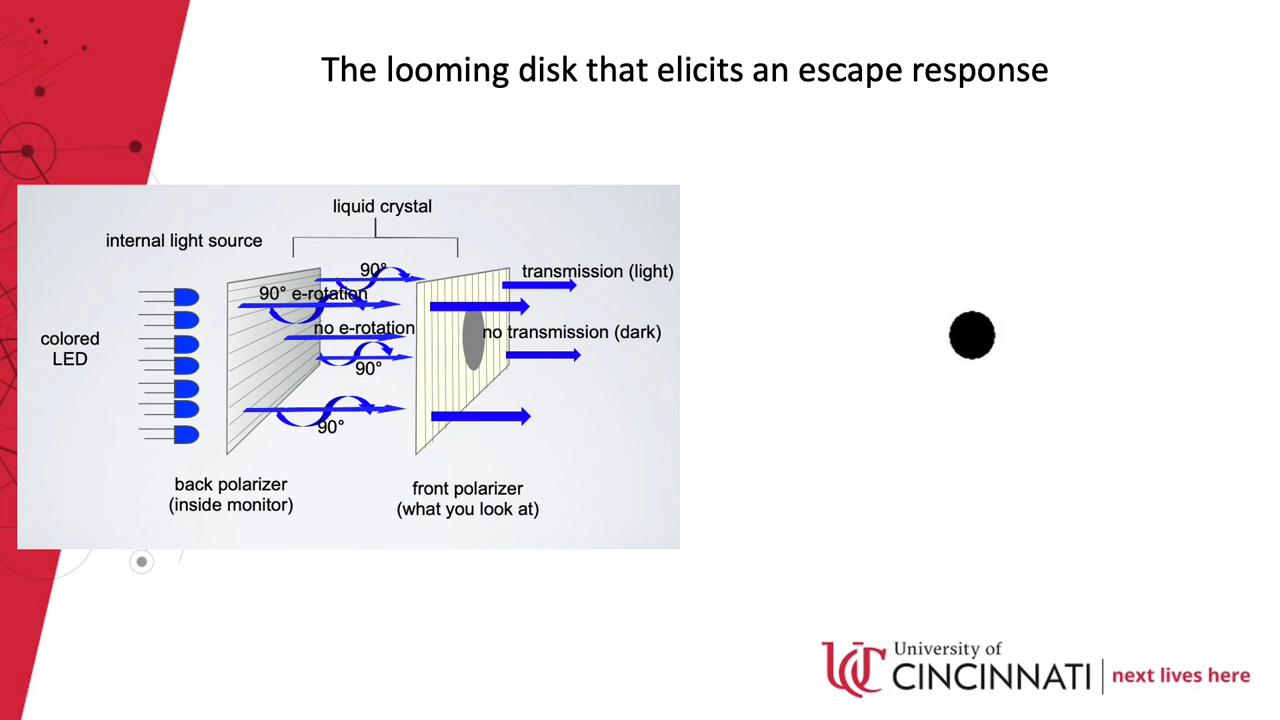 The looming disk that elicits an escape response
liquid crystal
internal light source
90°
transmission (light)
90° e-rotation
no e-rotation
no transmission (dark)
colored
LED
90°
90°
back polarizer
(inside monitor)
front polarizer
(what you look at)
UC
University of
CINCINNATI
next lives here